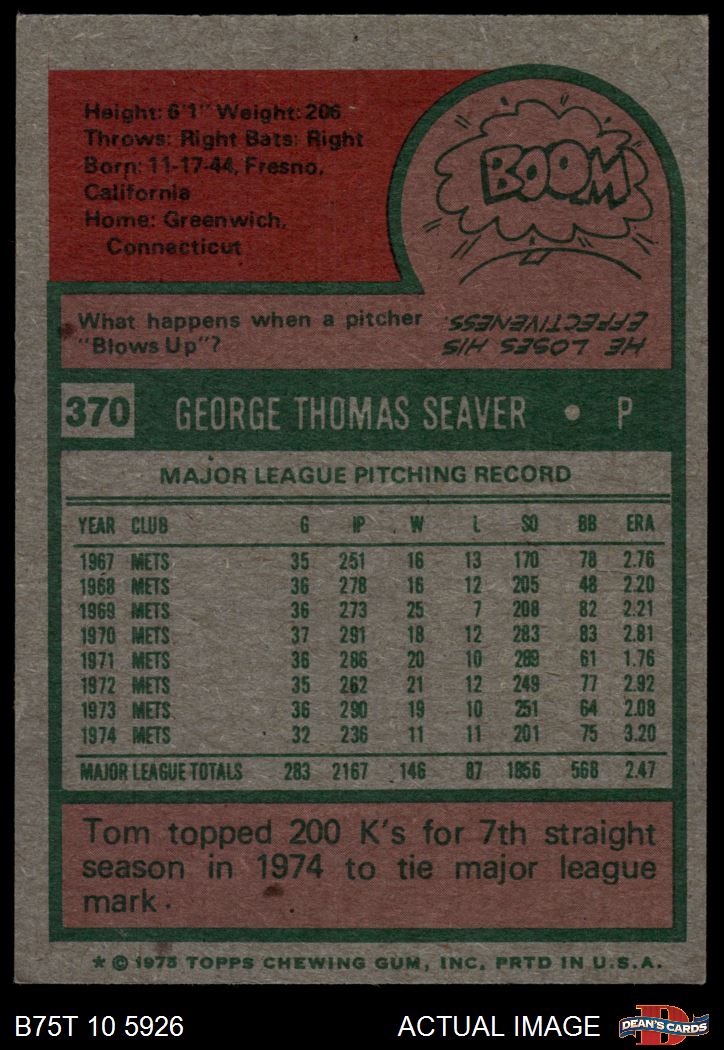 Height: 6'1" Weight: 206
Throws: Right Bats: Right
Born: 11-17-44, Fresno,
California
Home: Greenwich,
Connecticut
BOOM
What happens when a pitcher
"Blows Up"?
HE LOSES HIS
EFFECTIVENESS.
370 GEORGE THOMAS SEAVER • P
MAJOR LEAGUE PITCHING RECORD
YEAR CLUB G IP W L SO BB ERA
1967 METS 35 251 16 13 170 78 2.76
1968 METS 36 278 16 12 205 48 2.20
1969 METS 36 273 25 7 208 82 2.21
1970 METS 37 291 18 12 283 83 2.81
1971 METS 36 286 20 10 289 61 1.76
1972 METS 35 262 21 12 249 77 2.92
1973 METS 36 290 19 10 251 64 2.08
1974 METS 32 236 11 11 201 75 3.20
MAJOR LEAGUE TOTALS 283 2167 146 87 1856 568 2.47
Tom topped 200 K's for 7th straight
season in 1974 to tie major league
mark.
* © 1975 TOPPS CHEWING GUM, INC. PRTD IN U.S.A.
B75T 10 5926 ACTUAL IMAGE DEAN'S CARDS